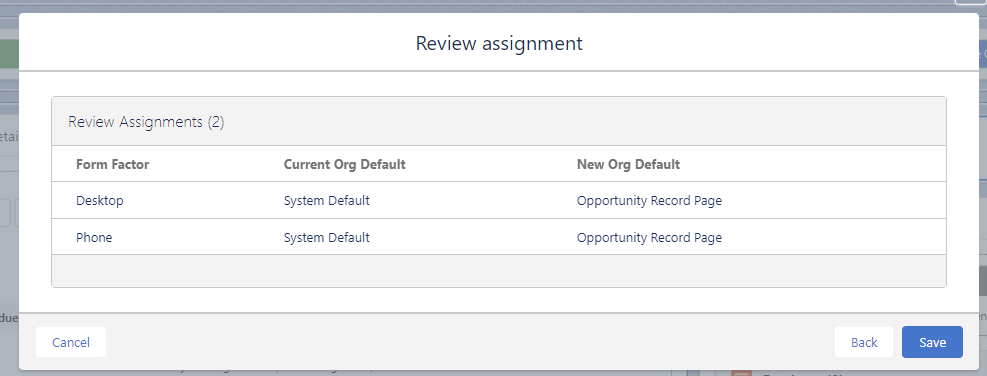 Review assignment
Review Assignments (2)
Form Factor Current Org Default New Org Default
Desktop System Default Opportunity Record Page
Phone System Default Opportunity Record Page
Cancel Back Save